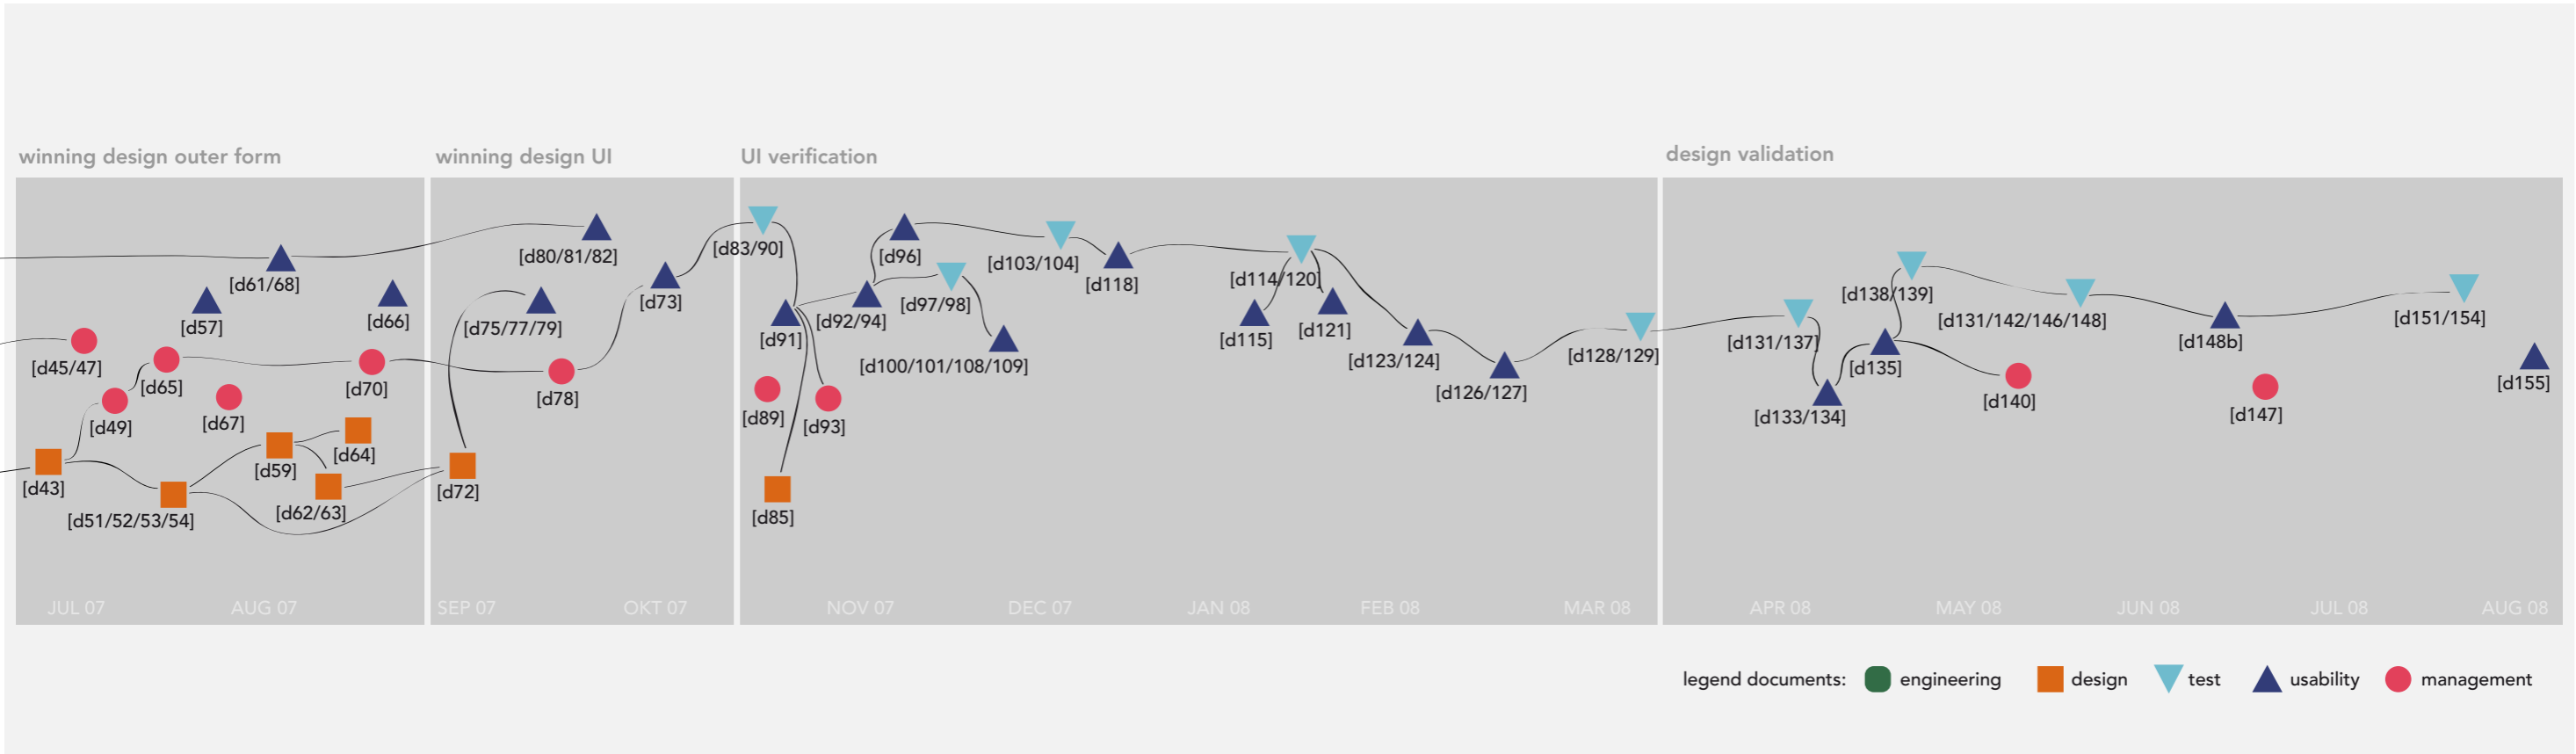 winning design outer form
winning design UI
UI verification
design validation
[d61/68]
[d57]
[d66]
[d45/47]
[d65]
[d70]
[d49]
[d67]
[d64]
[d59]
[d43]
[d62/63]
[d51/52/53/54]
JUL 07
AUG 07
[d80/81/82]
[d73]
[d75/77/79]
[d78]
[d72]
SEP 07
OKT 07
[d83/90]
[d96]
[d103/104]
[d118]
[d114/120]
[d97/98]
[d92/94]
[d91]
[d115]
[d121]
[d100/101/108/109]
[d123/124]
[d128/129]
[d126/127]
[d89]
[d93]
[d85]
NOV 07
DEC 07
JAN 08
FEB 08
MAR 08
[d138/139]
[d131/142/146/148]
[d151/154]
[d131/137]
[d148b]
[d135]
[d155]
[d140]
[d133/134]
[d147]
APR 08
MAY 08
JUN 08
JUL 08
AUG 08
legend documents: engineering design test usability management